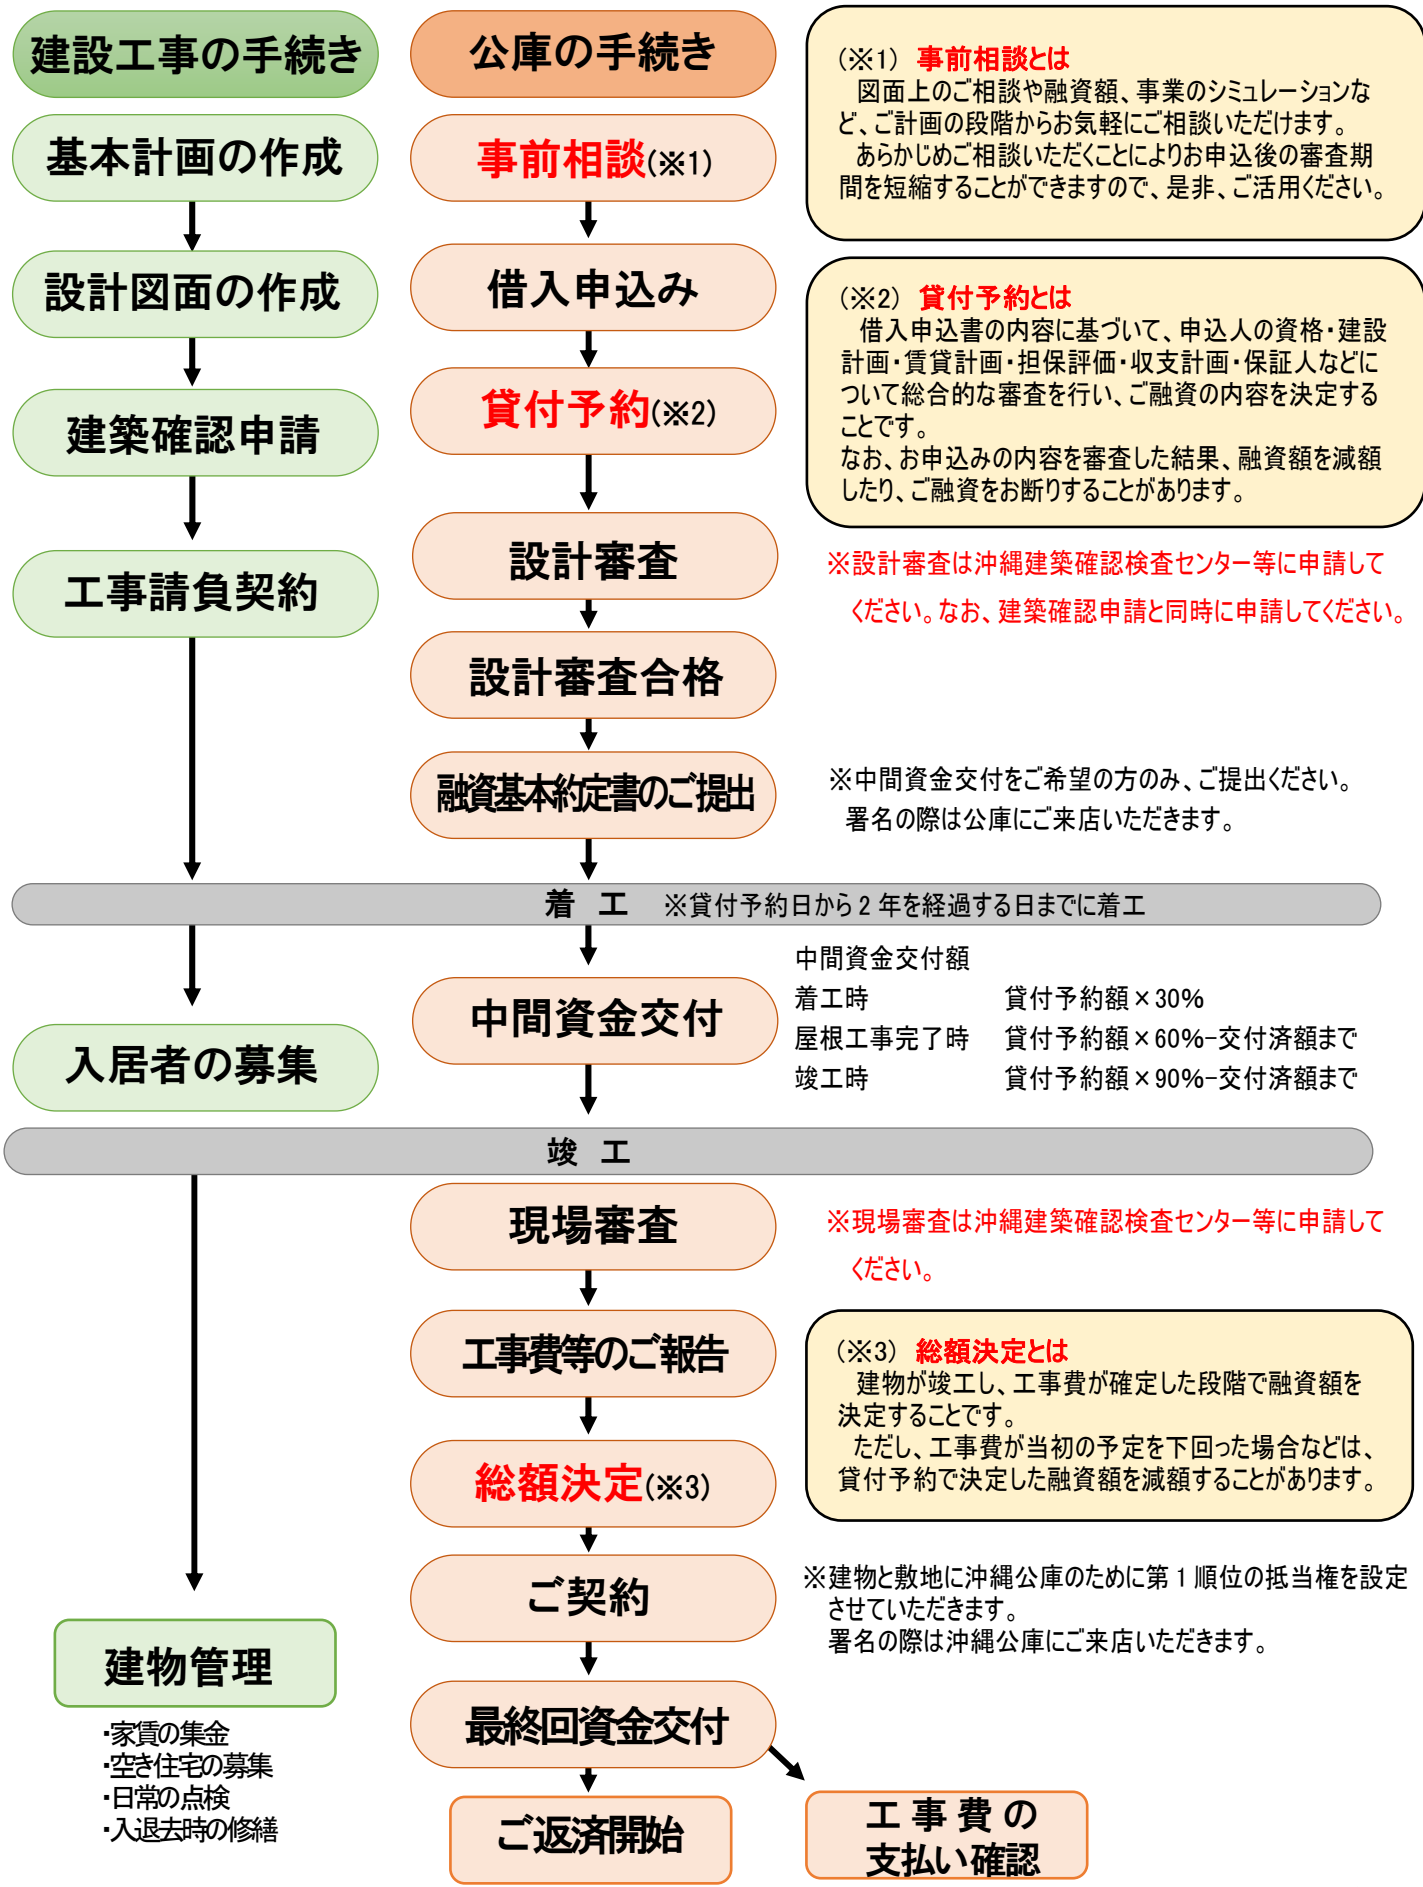 建設工事の手続き
公庫の手続き
(※1) 事前相談とは
図面上のご相談や融資額、事業のシミュレーションな
ど、ご計画の段階からお気軽にご相談いただけます。
あらかじめご相談いただくことによりお申込後の審査期
間を短縮することができますので、是非、ご活用ください。
基本計画の作成
事前相談(※1)
設計図面の作成
借入申込み
(※2) 貸付予約とは
借入申込書の内容に基づいて、申込人の資格・建設
計画・賃貸計画・担保評価・収支計画・保証人などに
ついて総合的な審査を行い、ご融資の内容を決定する
ことです。
なお、お申込みの内容を審査した結果、融資額を減額
したり、ご融資をお断りすることがあります。
建築確認申請
貸付予約(※2)
工事請負契約
設計審査
※設計審査は沖縄建築確認検査センター等に申請して
ください。なお、建築確認申請と同時に申請してください。
設計審査合格
融資基本約定書のご提出
※中間資金交付をご希望の方のみ、ご提出ください。
署名の際は公庫にご来店いただきます。
着 工 ※貸付予約日から2年を経過する日までに着工
中間資金交付
中間資金交付額
着工時 貸付予約額×30%
屋根工事完了時 貸付予約額×60%-交付済額まで
竣工時 貸付予約額×90%-交付済額まで
入居者の募集
竣 工
現場審査
※現場審査は沖縄建築確認検査センター等に申請して
ください。
工事費等のご報告
(※3) 総額決定とは
建物が竣工し、工事費が確定した段階で融資額を
決定することです。
ただし、工事費が当初の予定を下回った場合などは、
貸付予約で決定した融資額を減額することがあります。
総額決定(※3)
ご契約
※建物と敷地に沖縄公庫のために第1順位の抵当権を設定
させていただきます。
署名の際は沖縄公庫にご来店いただきます。
建物管理
・家賃の集金
・空き住宅の募集
・日常の点検
・入退去時の修繕
最終回資金交付
ご返済開始
工事費の
支払い確認